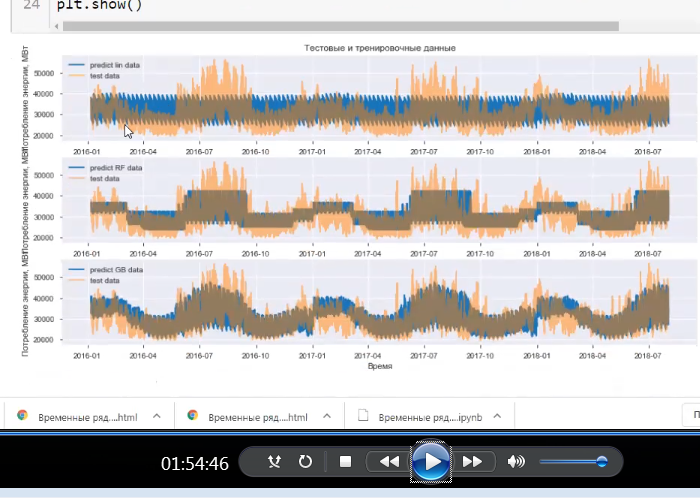 24 plt.show()
Тестовые и тренировочные данные
Потребление энергии, МВт
predict lin data
test data
50000
40000
30000
20000
2016-01 2016-04 2016-07 2016-10 2017-01 2017-04 2017-07 2017-10 2018-01 2018-04 2018-07
Потребление энергии, МВт
predict RF data
test data
50000
40000
30000
20000
2016-01 2016-04 2016-07 2016-10 2017-01 2017-04 2017-07 2017-10 2018-01 2018-04 2018-07
Потребление энергии, МВт
predict GB data
test data
50000
40000
30000
20000
2016-01 2016-04 2016-07 2016-10 2017-01 2017-04 2017-07 2017-10 2018-01 2018-04 2018-07
Время
Временные ряд....html Временные ряд....html Временные ряд....ipynb П
01:54:46